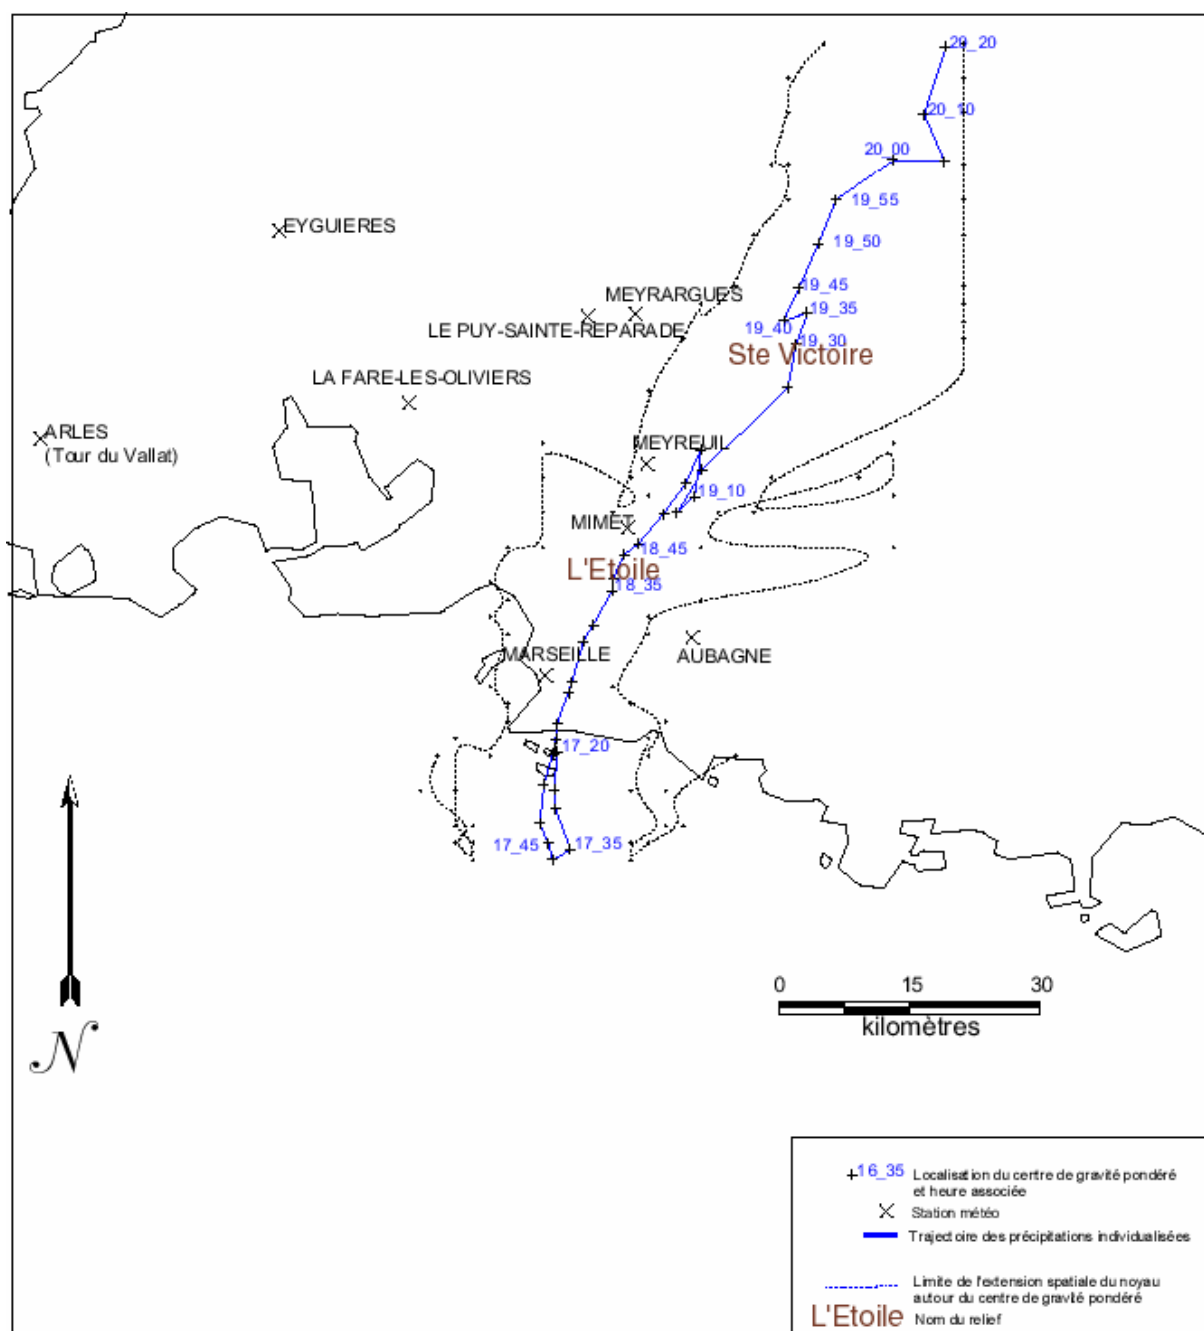 20_20
20_10
20_00
19_55
EYGUIERES
19_50
19_45
MEYRARGUES
19_35
19_40
LE PUY-SAINTE-REPARADE
19_30
Ste Victoire
LA FARE-LES-OLIVIERS
ARLES
(Tour du Vallat)
MEYREUIL
19_10
MIMET
18_45
L'Etoile
18_35
MARSEILLE
AUBAGNE
17_20
17_45
17_35
0 15 30
kilomètres
N
16_35 Localisation du centre de gravité pondéré
et heure associée
Station météo
Trajectoire des précipitations individualisées
Limite de l'extension spatiale du noyau
autour du centre de gravité pondéré
L'Etoile Nom du relief